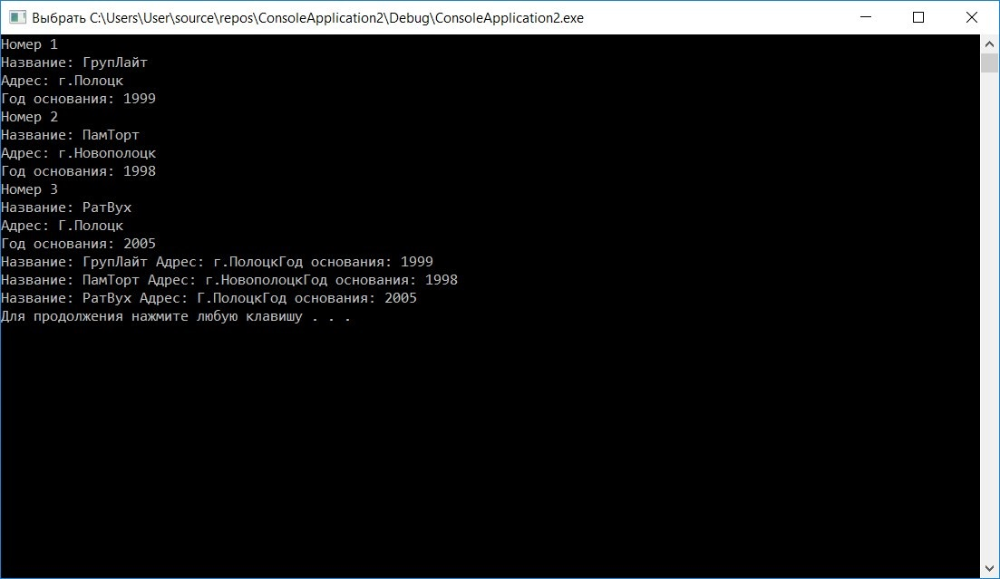 Выбрать C:\Users\User\source\repos\ConsoleApplication2\Debug\ConsoleApplication2.exe
Номер 1
Название: ГрупЛайт
Адрес: г.Полоцк
Год основания: 1999
Номер 2
Название: ПамТорт
Адрес: г.Новополоцк
Год основания: 1998
Номер 3
Название: РатВух
Адрес: Г.Полоцк
Год основания: 2005
Название: ГрупЛайт Адрес: г.ПолоцкГод основания: 1999
Название: ПамТорт Адрес: г.НовополоцкГод основания: 1998
Название: РатВух Адрес: Г.ПолоцкГод основания: 2005
Для продолжения нажмите любую клавишу . . .